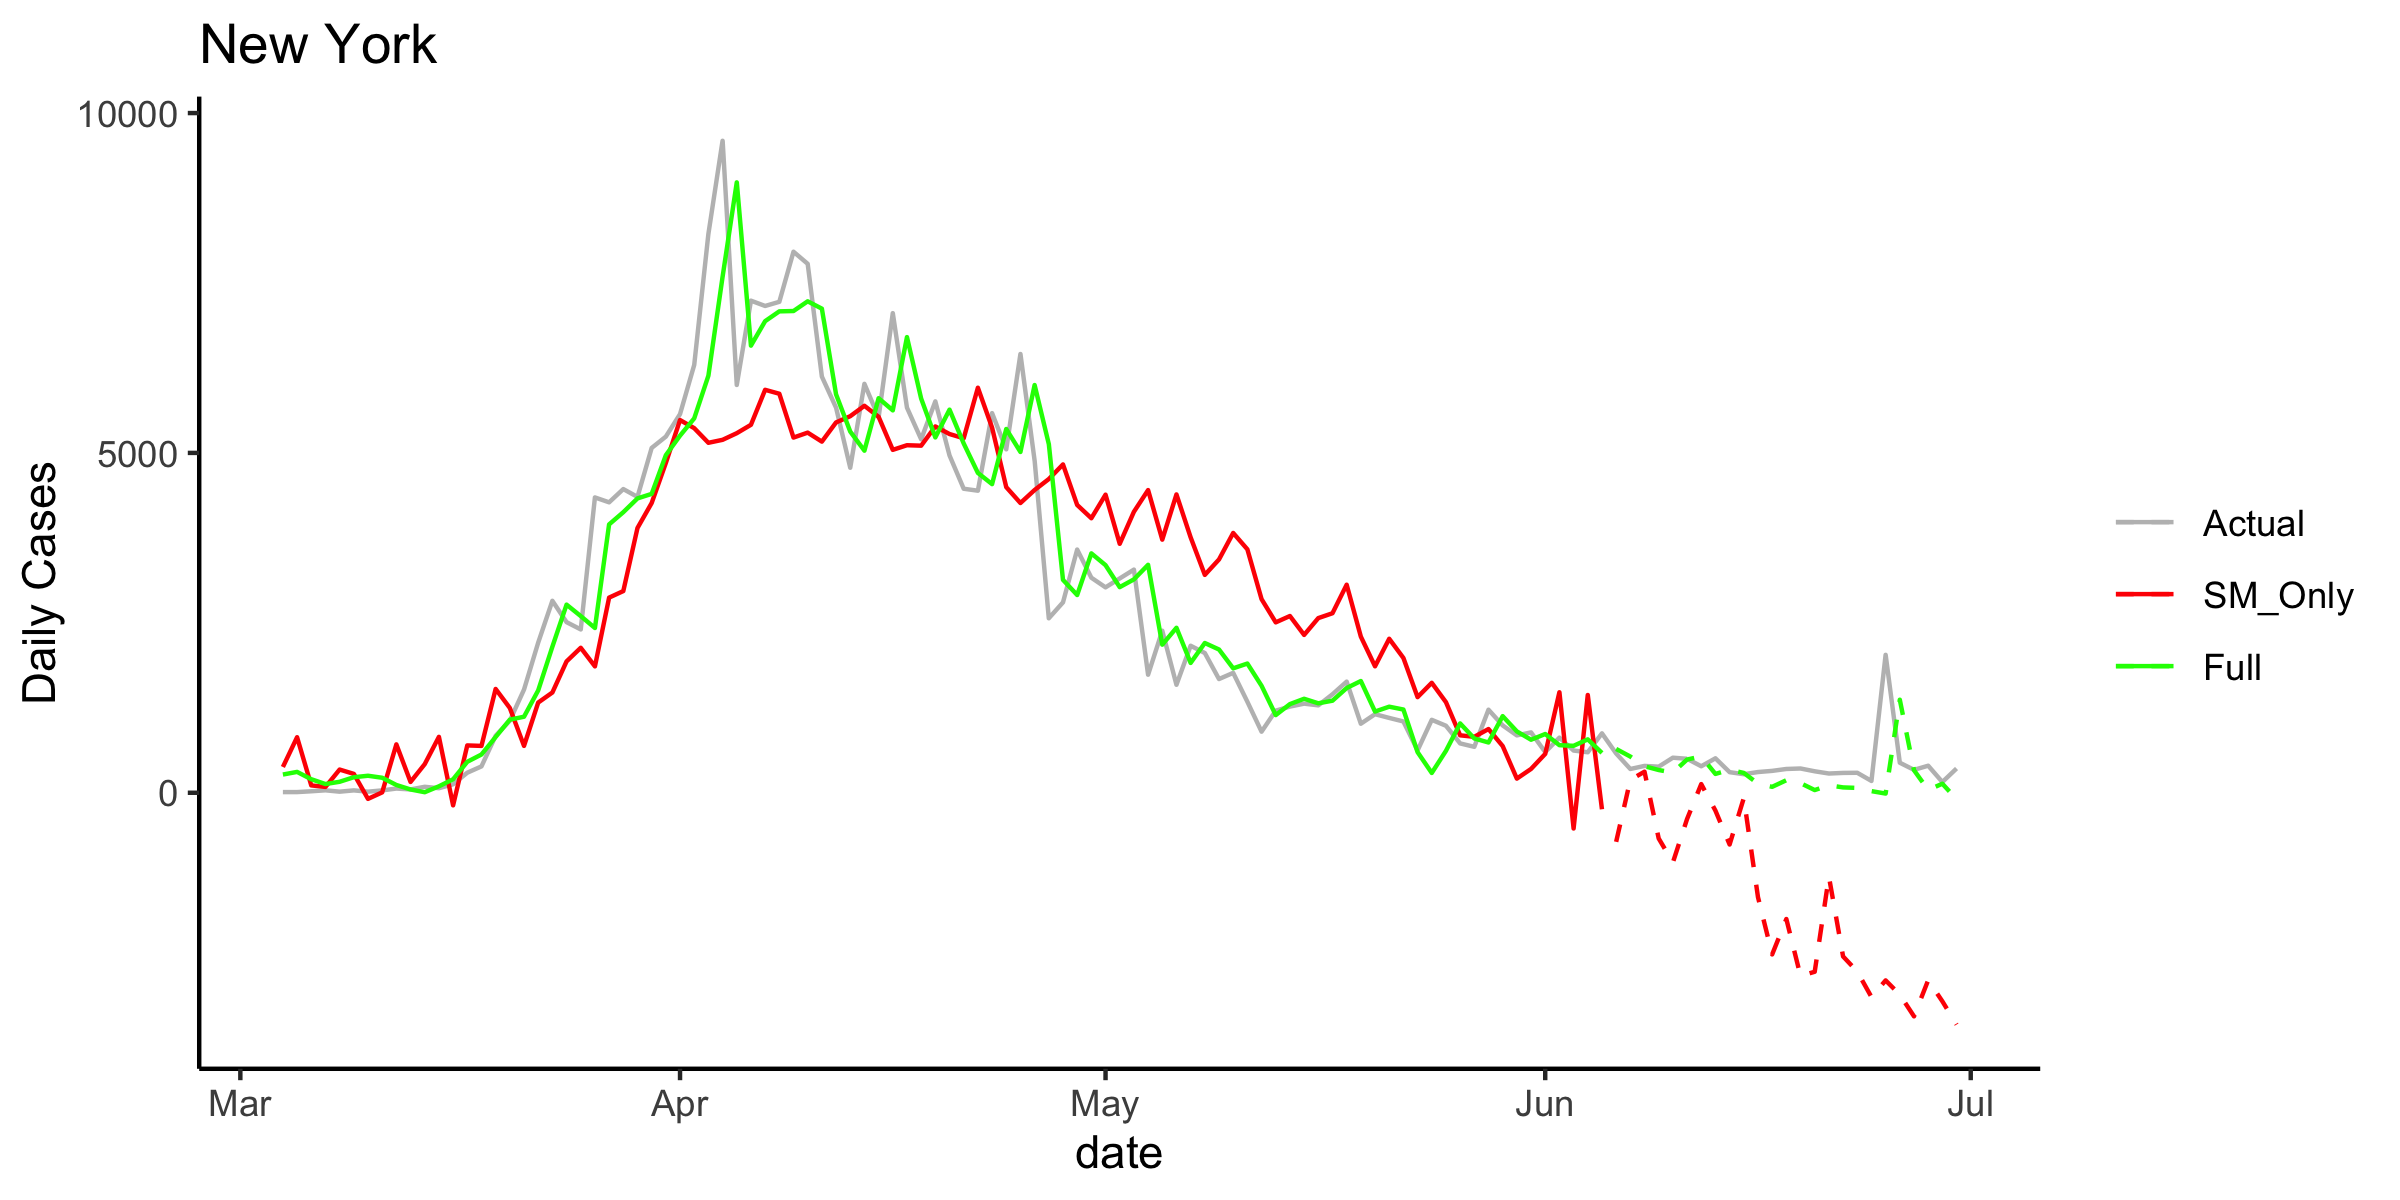 New York
10000
5000
0
Daily Cases
Mar
Apr
May
Jun
Jul
date
Actual
SM_Only
Full